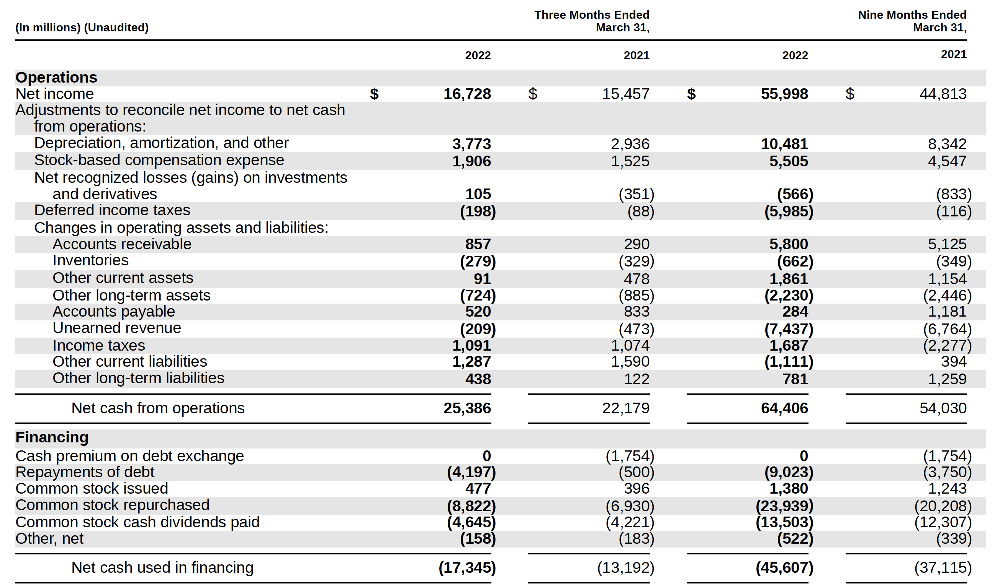 Three Months Ended Nine Months Ended
(In millions) (Unaudited) March 31, March 31,
2022 2021 2022 2021
Operations
Net income $ 16,728 $ 15,457 $ 55,998 $ 44,813
Adjustments to reconcile net income to net cash
from operations:
Depreciation, amortization, and other 3,773 2,936 10,481 8,342
Stock-based compensation expense 1,906 1,525 5,505 4,547
Net recognized losses (gains) on investments
and derivatives 105 (351) (566) (833)
Deferred income taxes (198) (88) (5,985) (116)
Changes in operating assets and liabilities:
Accounts receivable 857 290 5,800 5,125
Inventories (279) (329) (662) (349)
Other current assets 91 478 1,861 1,154
Other long-term assets (724) (885) (2,230) (2,446)
Accounts payable 520 833 284 1,181
Unearned revenue (209) (473) (7,437) (6,764)
Income taxes 1,091 1,074 1,687 (2,277)
Other current liabilities 1,287 1,590 (1,111) 394
Other long-term liabilities 438 122 781 1,259
Net cash from operations 25,386 22,179 64,406 54,030
Financing
Cash premium on debt exchange 0 (1,754) 0 (1,754)
Repayments of debt (4,197) (500) (9,023) (3,750)
Common stock issued 477 396 1,380 1,243
Common stock repurchased (8,822) (6,930) (23,939) (20,208)
Common stock cash dividends paid (4,645) (4,221) (13,503) (12,307)
Other, net (158) (183) (522) (339)
Net cash used in financing (17,345) (13,192) (45,607) (37,115)